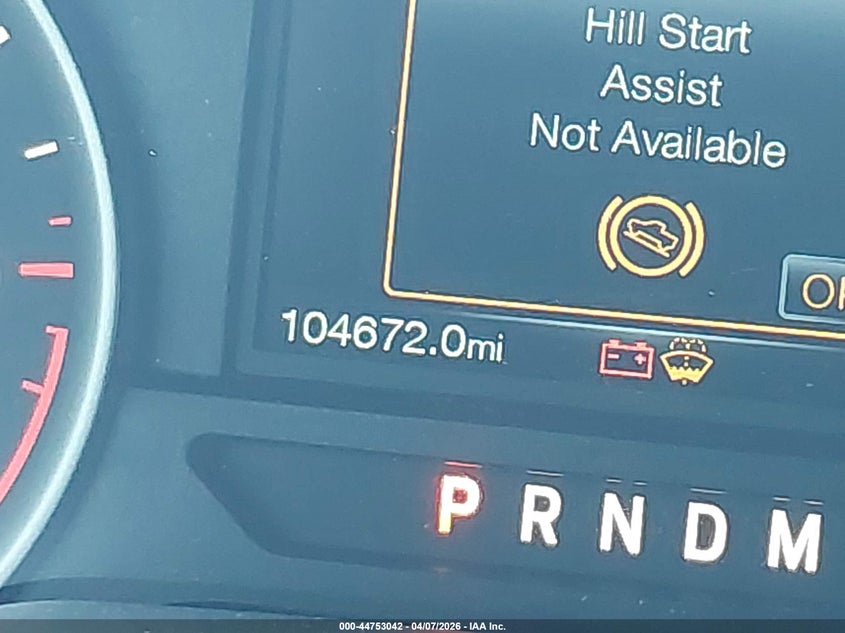 Hill Start
Assist
Not Available
104672.0mi
P R N D M
000-44753042 - 04/07/2026 - IAA Inc.